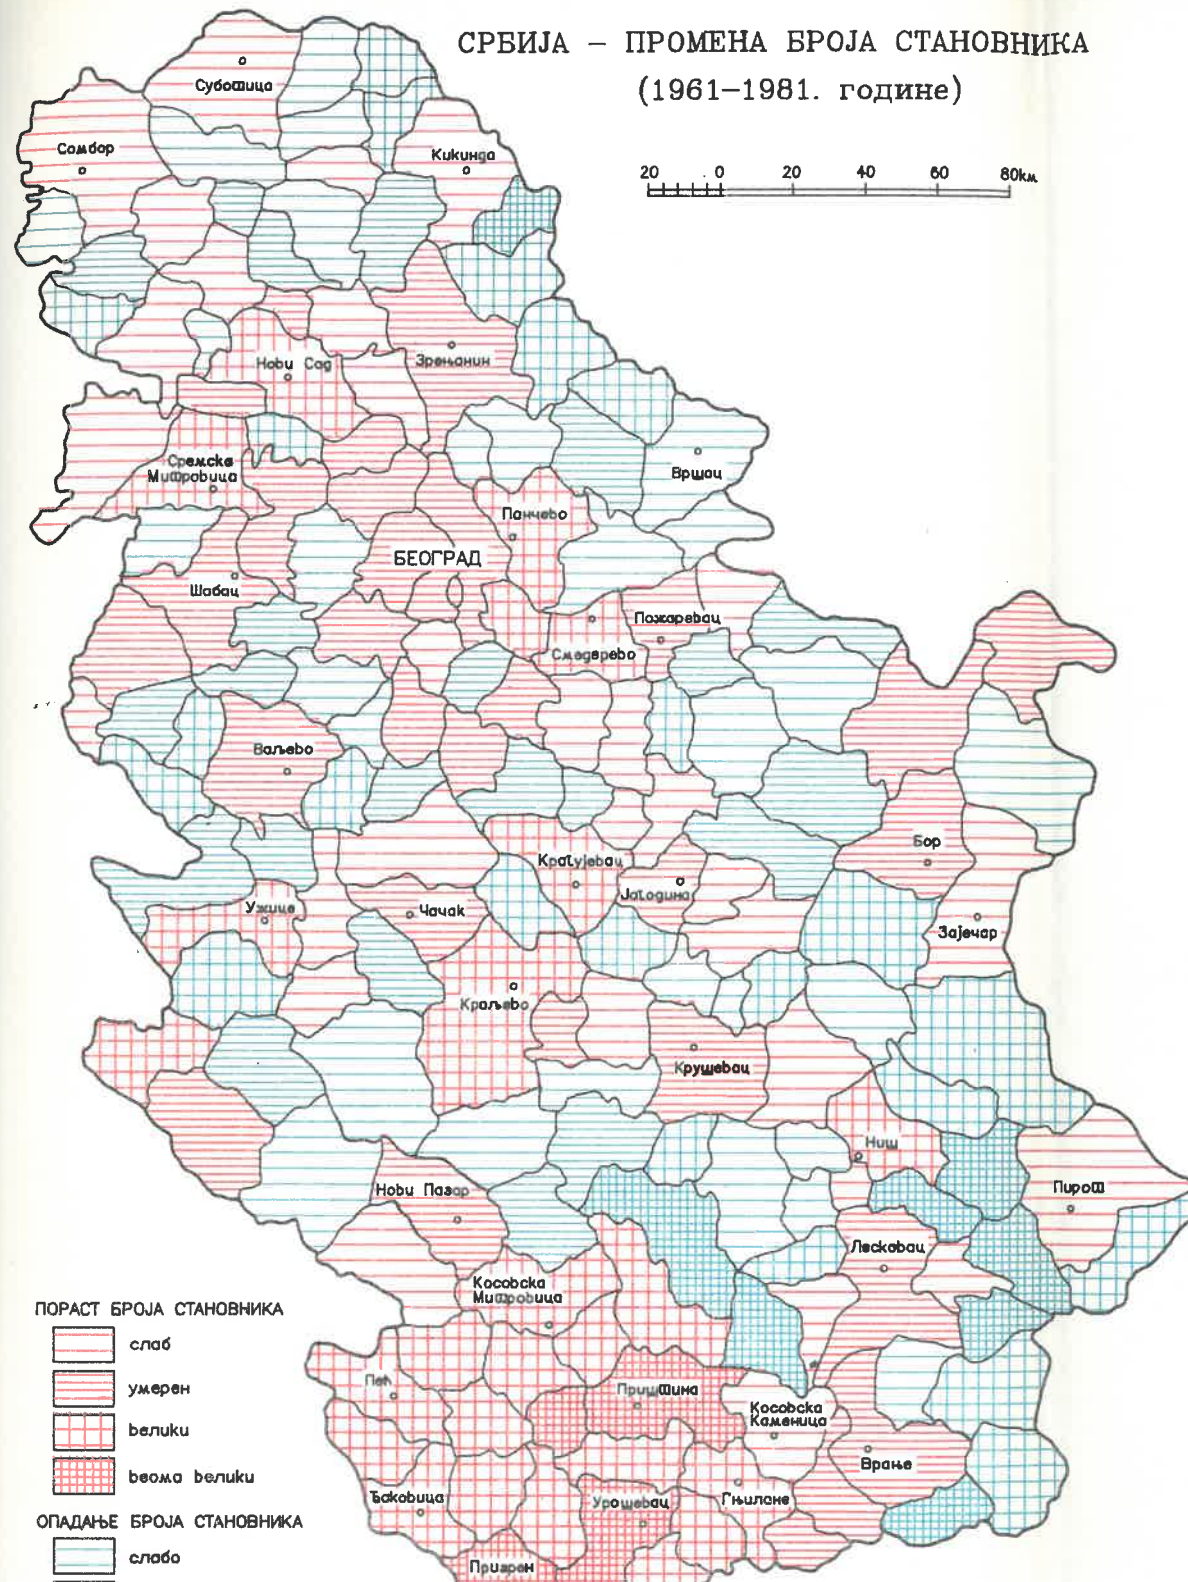 СРБИЈА – ПРОМЕНА БРОЈА СТАНОВНИКА
(1961–1981. године)
20 0 20 40 60 80км
Суботица
Сомбор
Кикинда
Нови Сад
Зрењанин
Сремска
Митровица
Вршац
Панчево
БЕОГРАД
Шабац
Пожаревац
Смедерево
Ваљево
Бор
Крагујевац
Јагодина
Ужице
Чачак
Зајечар
Краљево
Крушевац
Ниш
Нови Пазар
Пирот
Лесковац
Косовска
Митровица
ПОРАСТ БРОЈА СТАНОВНИКА
слаб
умерен
велики
веома велики
Пећ
Приштина
Косовска
Каменица
Врање
Ђаковица
Урошевац
Гњилане
Призрен
ОПАДАЊЕ БРОЈА СТАНОВНИКА
слабо